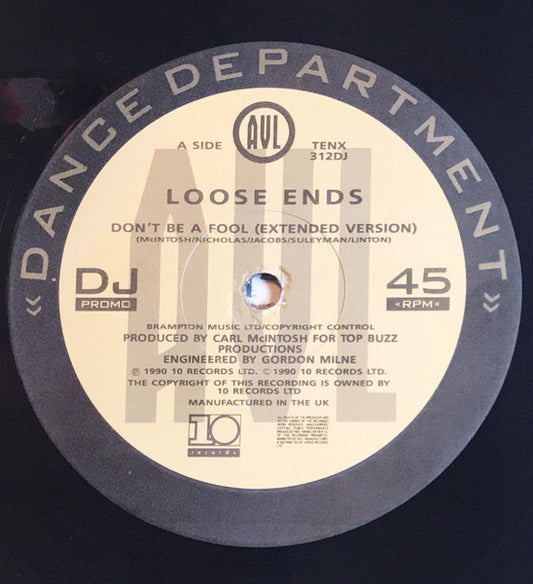 «DANCE DEPARTMENT»
AVL
A SIDE
TENX
312DJ
LOOSE ENDS
DON'T BE A FOOL (EXTENDED VERSION)
(McINTOSH/NICHOLAS/JACOBS/SULEYMAN/LINTON)
DJ
PROMO
45
«RPM»
AVL
BRAMPTON MUSIC LTD/COPYRIGHT CONTROL
PRODUCED BY CARL McINTOSH FOR TOP BUZZ
PRODUCTIONS
ENGINEERED BY GORDON MILNE
℗ 1990 10 RECORDS LTD. © 1990 10 RECORDS LTD.
THE COPYRIGHT OF THIS RECORDING IS OWNED BY
10 RECORDS LTD
MANUFACTURED IN THE UK
10
records